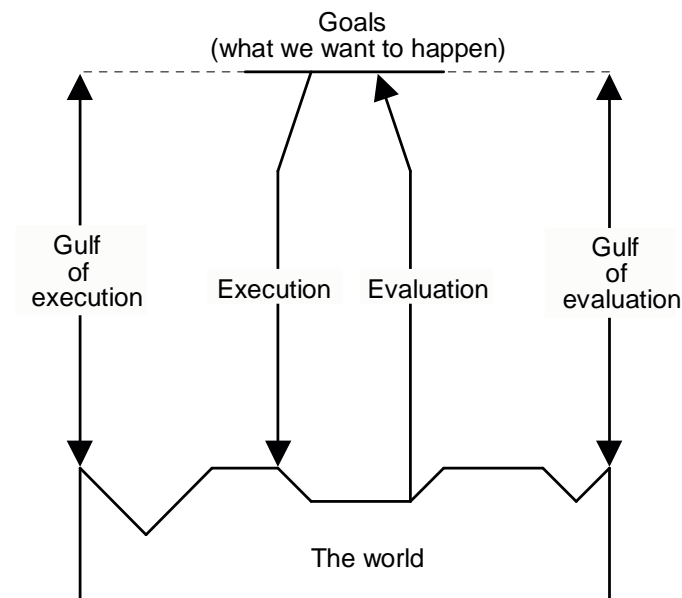 Goals
(what we want to happen)
Gulf
of
execution
Execution
Evaluation
Gulf
of
evaluation
The world